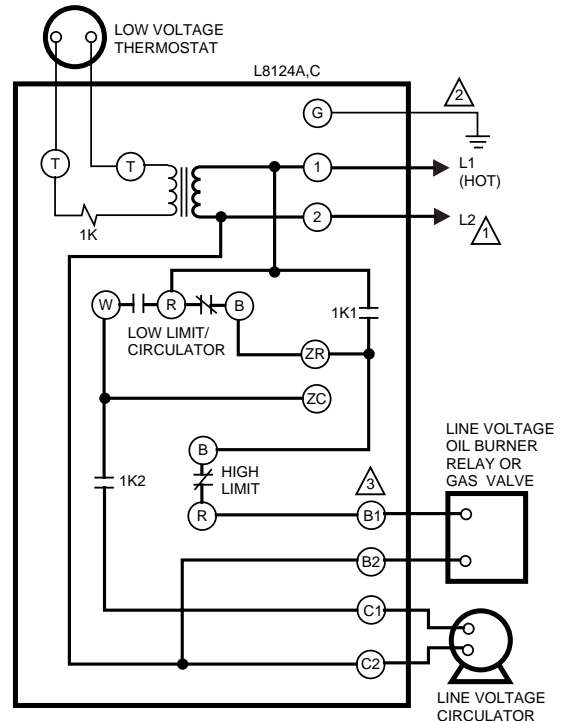 LOW VOLTAGE
THERMOSTAT
L8124A,C
G
2
T
T
1
L1
(HOT)
1K
2
L2
1
W
R
B
1K1
LOW LIMIT/
CIRCULATOR
ZR
ZC
LINE VOLTAGE
OIL BURNER
RELAY OR
GAS VALVE
B
1K2
HIGH
LIMIT
3
R
B1
B2
C1
C2
LINE VOLTAGE
CIRCULATOR